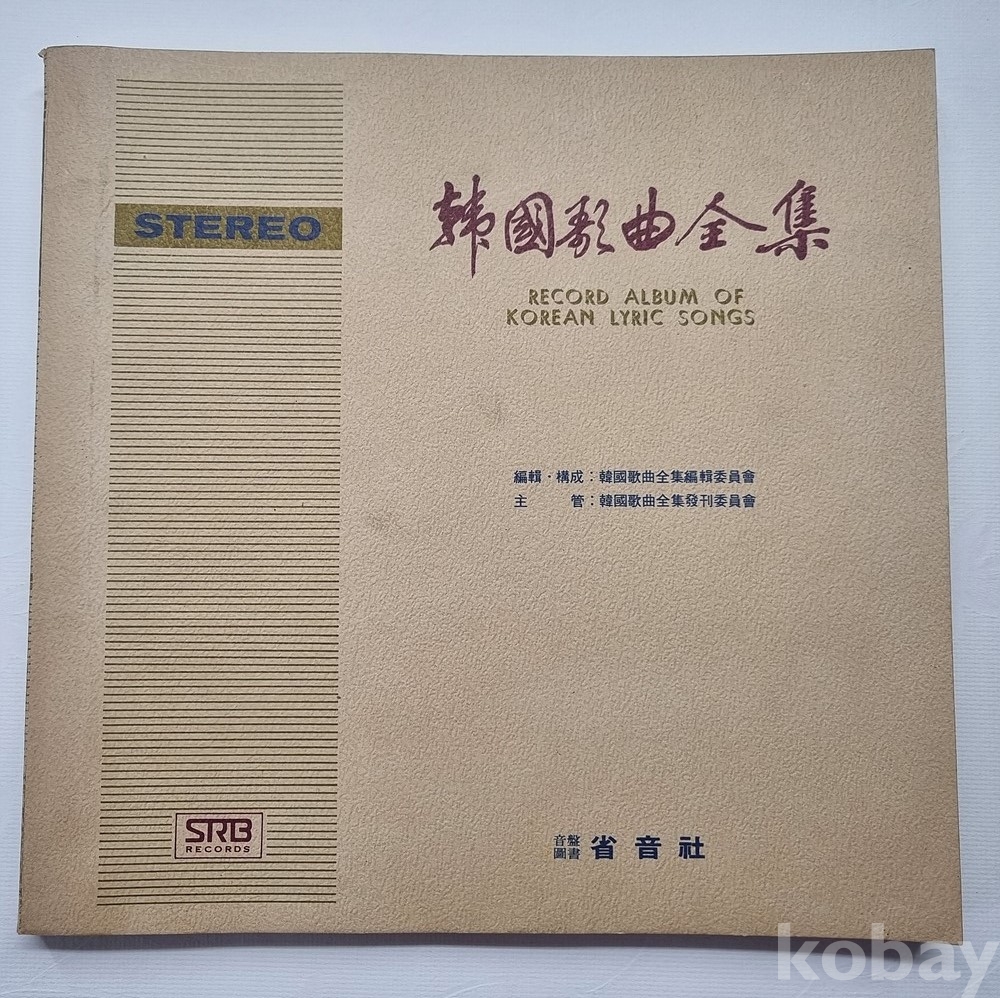 STEREO
韓國歌曲全集
RECORD ALBUM OF
KOREAN LYRIC SONGS
編輯・構成：韓國歌曲全集編輯委員會
主　　管：韓國歌曲全集發刊委員會
SRB
RECORDS
音盤
圖書
省音社
kobay